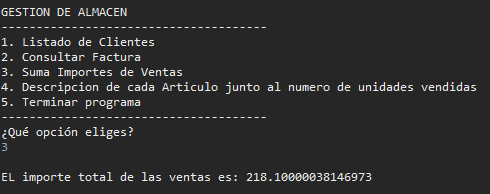 GESTION DE ALMACEN
-------------------------------------
1. Listado de Clientes
2. Consultar Factura
3. Suma Importes de Ventas
4. Descripcion de cada Articulo junto al numero de unidades vendidas
5. Terminar programa
-------------------------------------
¿Qué opción eliges?
3
EL importe total de las ventas es: 218.10000038146973